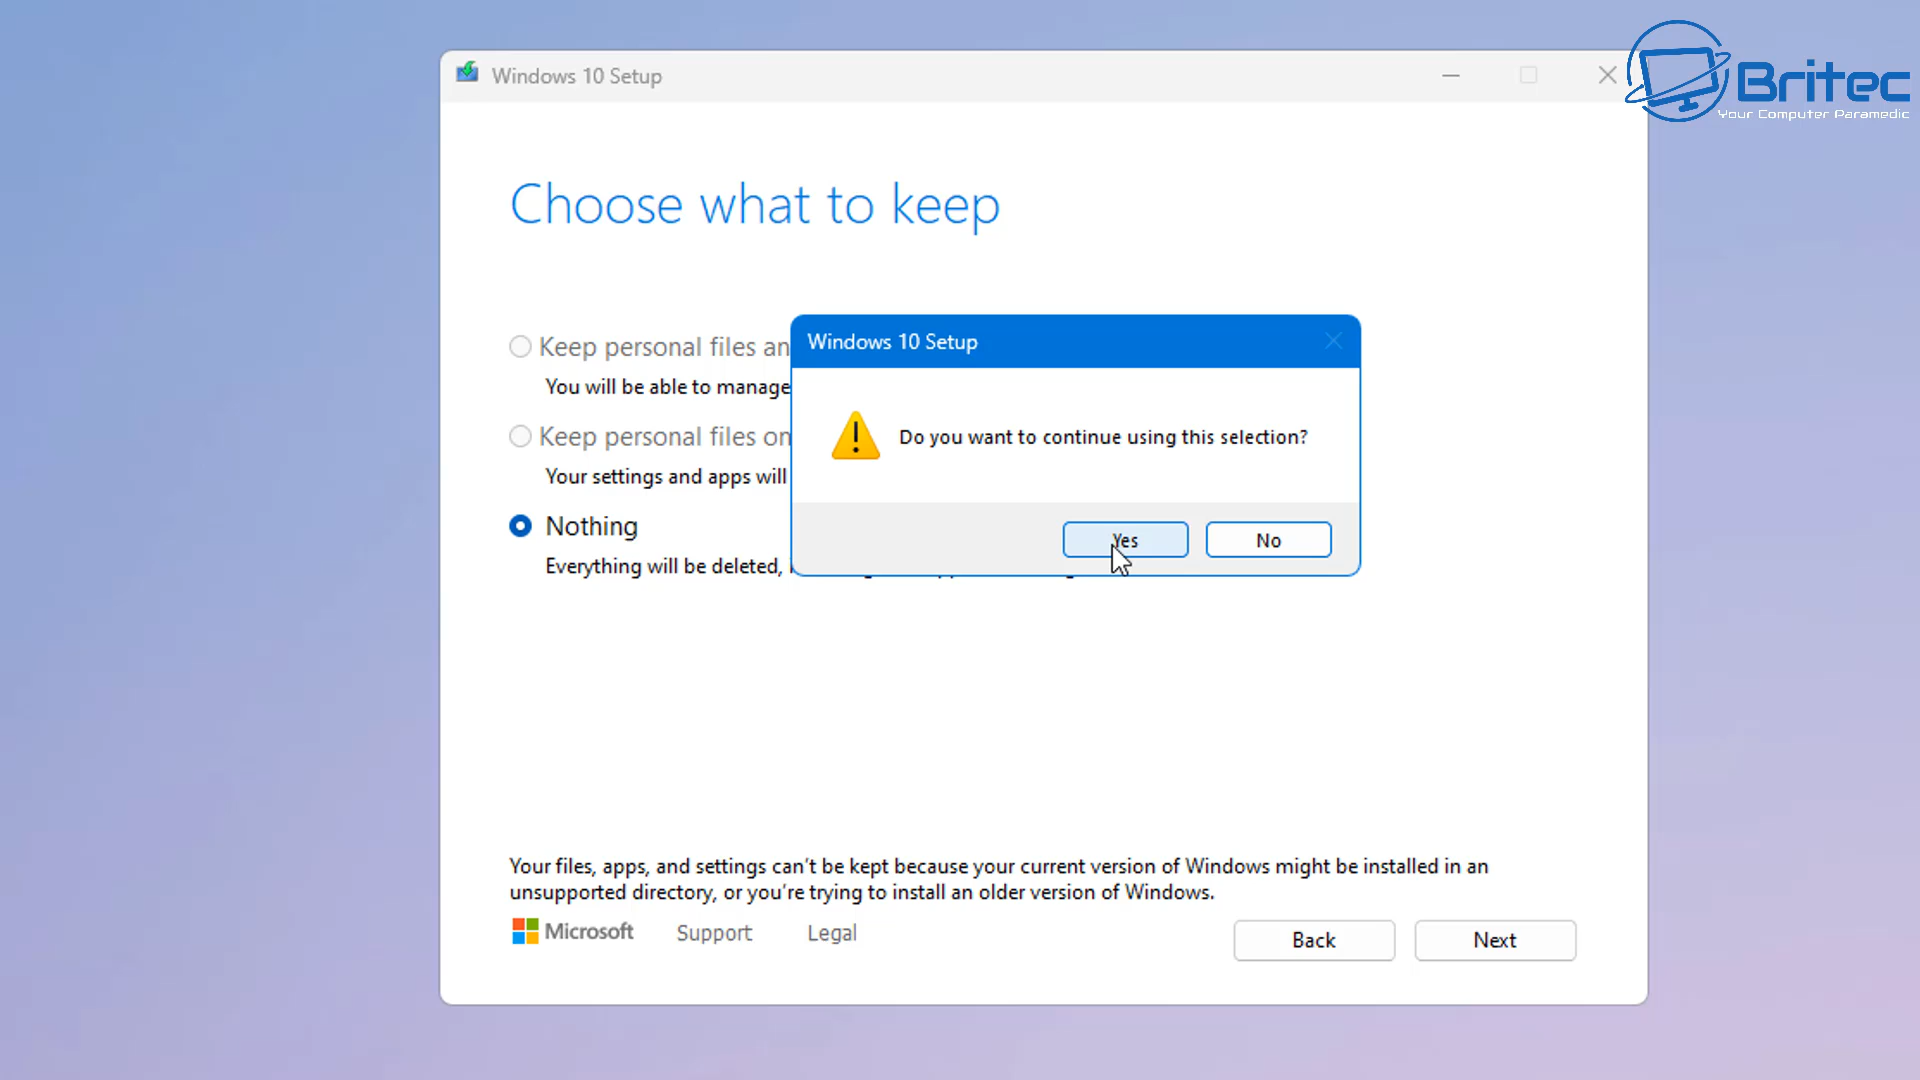 Britec
Your Computer Paramedic
Windows 10 Setup
Choose what to keep
Keep personal files an
You will be able to manage
Keep personal files on
Your settings and apps will
Nothing
Everything will be deleted,
Windows 10 Setup
Do you want to continue using this selection?
Yes
No
Your files, apps, and settings can't be kept because your current version of Windows might be installed in an
unsupported directory, or you're trying to install an older version of Windows.
Microsoft
Support
Legal
Back
Next